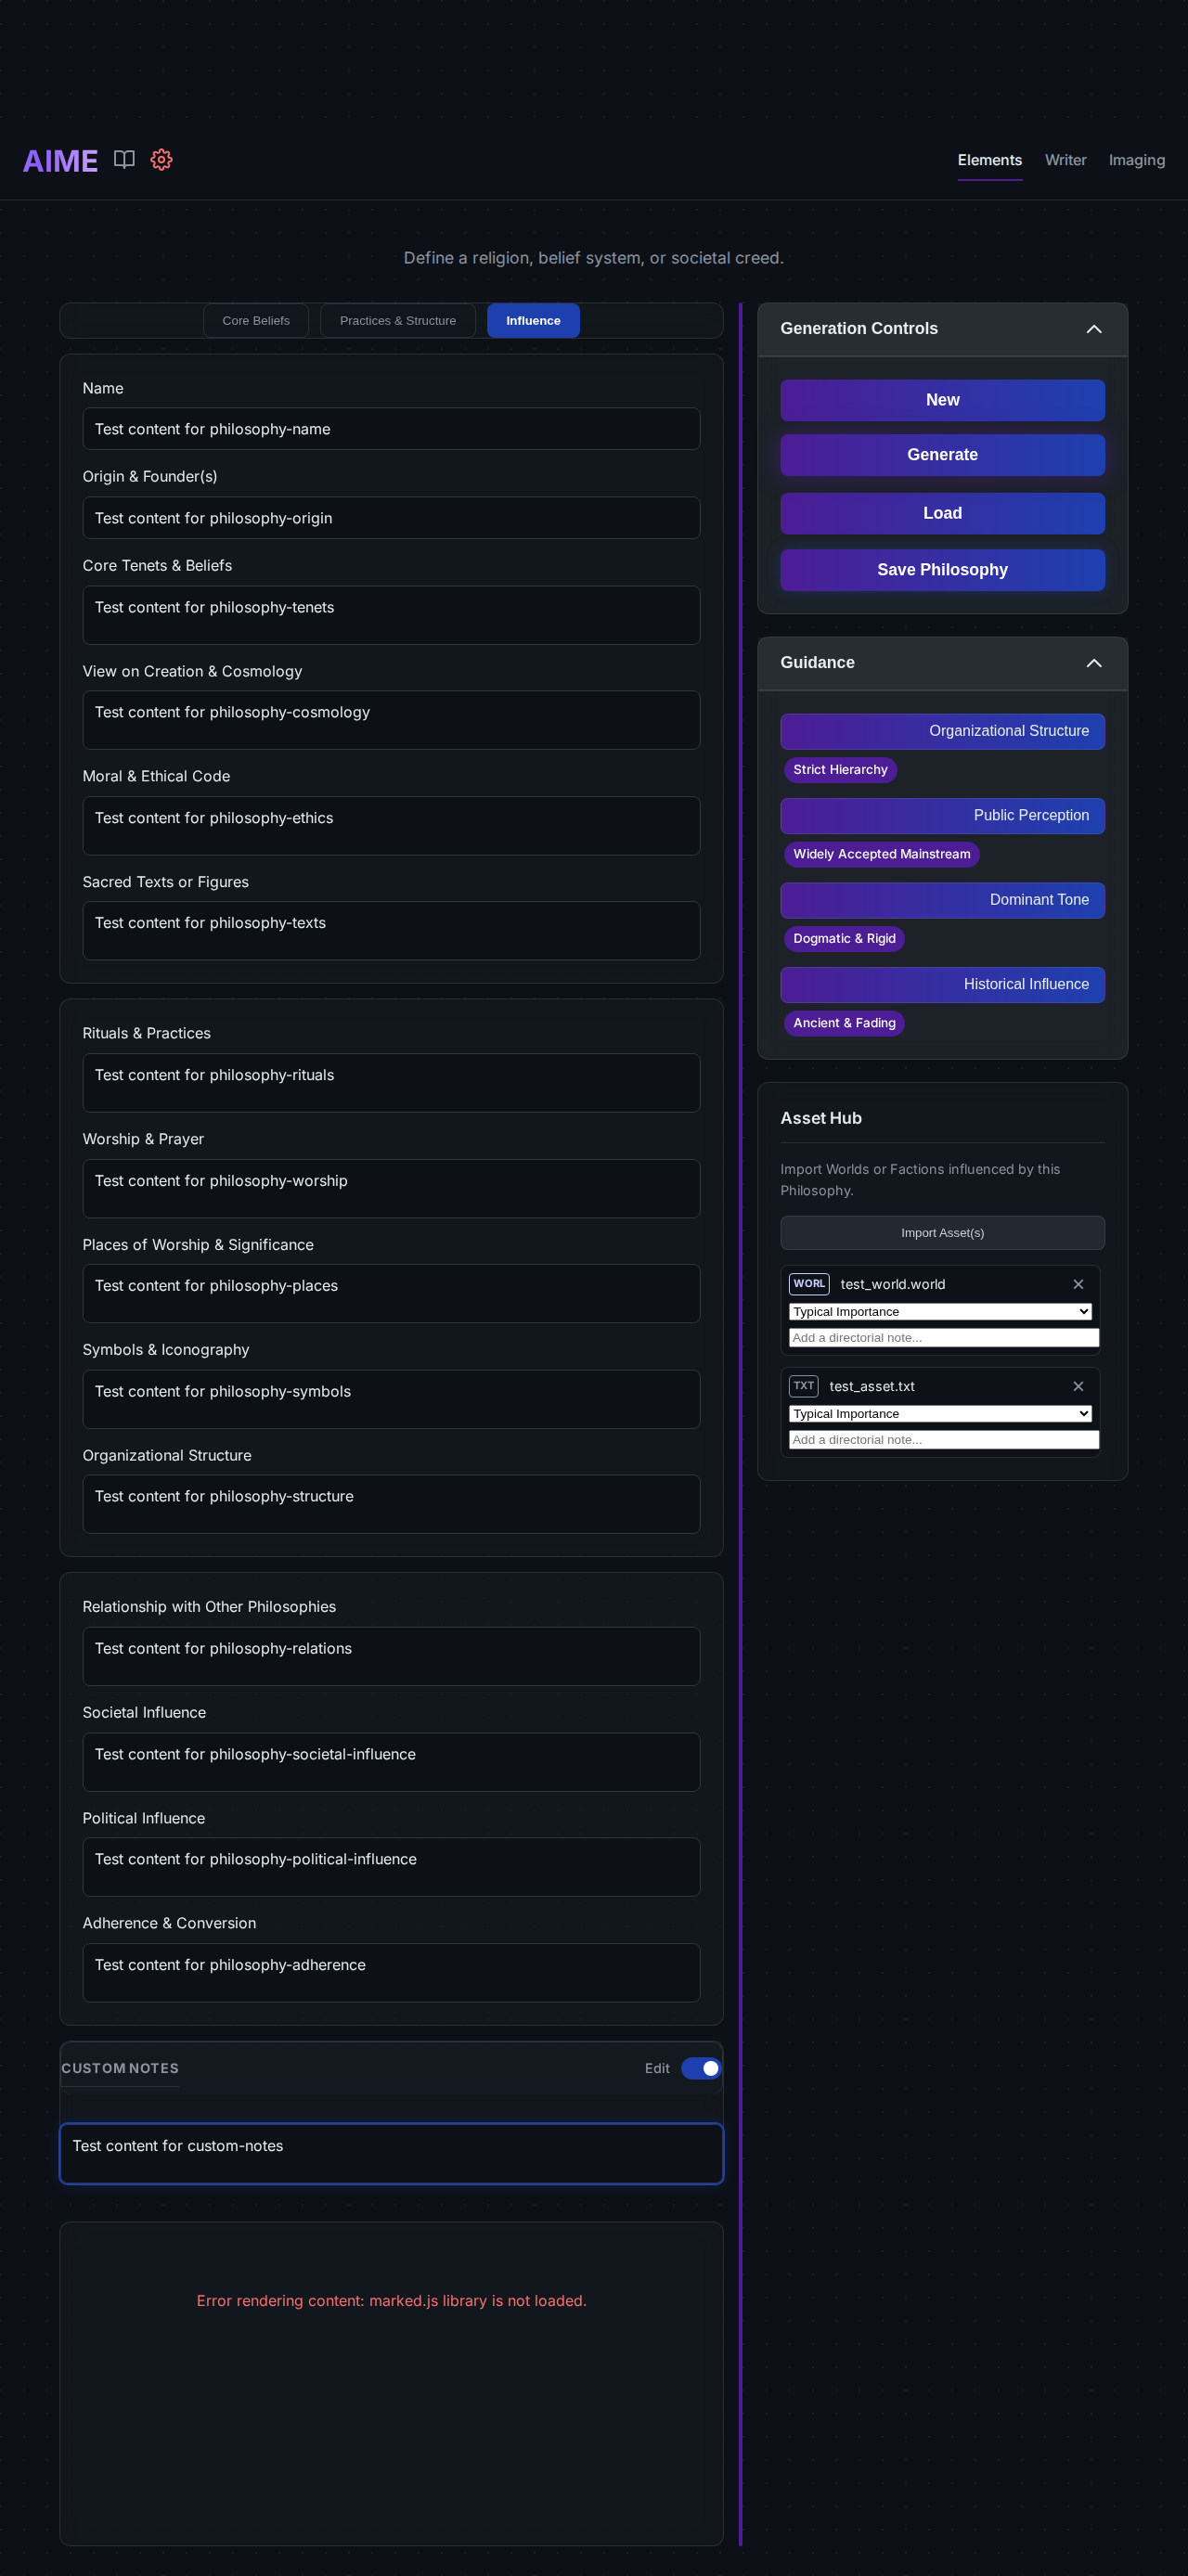 AIME
Elements
Writer
Imaging
Define a religion, belief system, or societal creed.
Core Beliefs
Practices & Structure
Influence
Name
Test content for philosophy-name
Origin & Founder(s)
Test content for philosophy-origin
Core Tenets & Beliefs
Test content for philosophy-tenets
View on Creation & Cosmology
Test content for philosophy-cosmology
Moral & Ethical Code
Test content for philosophy-ethics
Sacred Texts or Figures
Test content for philosophy-texts
Rituals & Practices
Test content for philosophy-rituals
Worship & Prayer
Test content for philosophy-worship
Places of Worship & Significance
Test content for philosophy-places
Symbols & Iconography
Test content for philosophy-symbols
Organizational Structure
Test content for philosophy-structure
Relationship with Other Philosophies
Test content for philosophy-relations
Societal Influence
Test content for philosophy-societal-influence
Political Influence
Test content for philosophy-political-influence
Adherence & Conversion
Test content for philosophy-adherence
CUSTOM NOTES
Edit
Test content for custom-notes
Error rendering content: marked.js library is not loaded.
Generation Controls
New
Generate
Load
Save Philosophy
Guidance
Organizational Structure
Strict Hierarchy
Public Perception
Widely Accepted Mainstream
Dominant Tone
Dogmatic & Rigid
Historical Influence
Ancient & Fading
Asset Hub
Import Worlds or Factions influenced by this
Philosophy.
Import Asset(s)
WORL test_world.world
Typical Importance
Add a directorial note...
TXT test_asset.txt
Typical Importance
Add a directorial note...